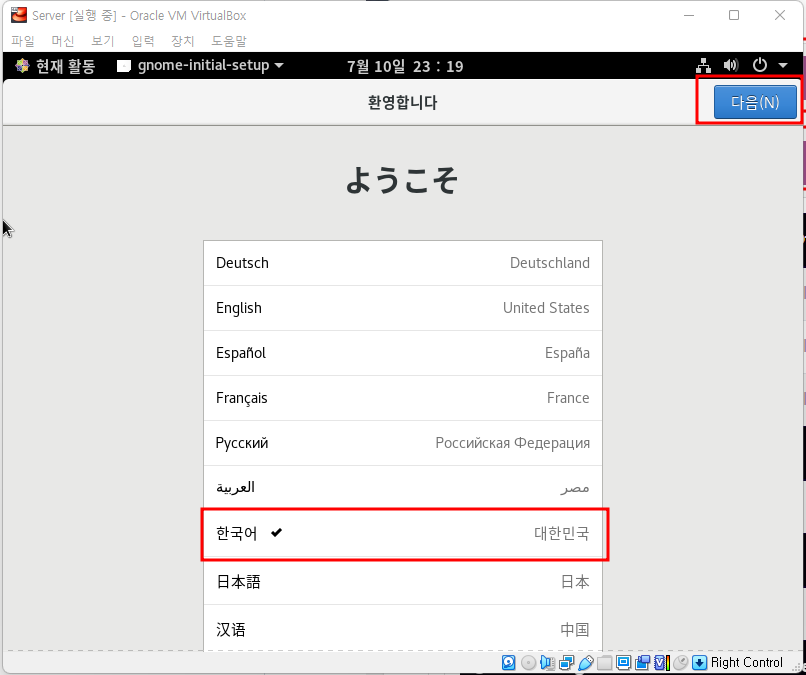 Server [실행 중] - Oracle VM VirtualBox
파일 머신 보기 입력 장치 도움말
현재 활동 gnome-initial-setup 7월 10일 23 : 19
환영합니다 다음(N)
ようこそ
Deutsch Deutschland
English United States
Español España
Français France
Русский Российская Федерация
العربية مصر
한국어 대한민국
日本語 日本
汉语 中国
Right Control